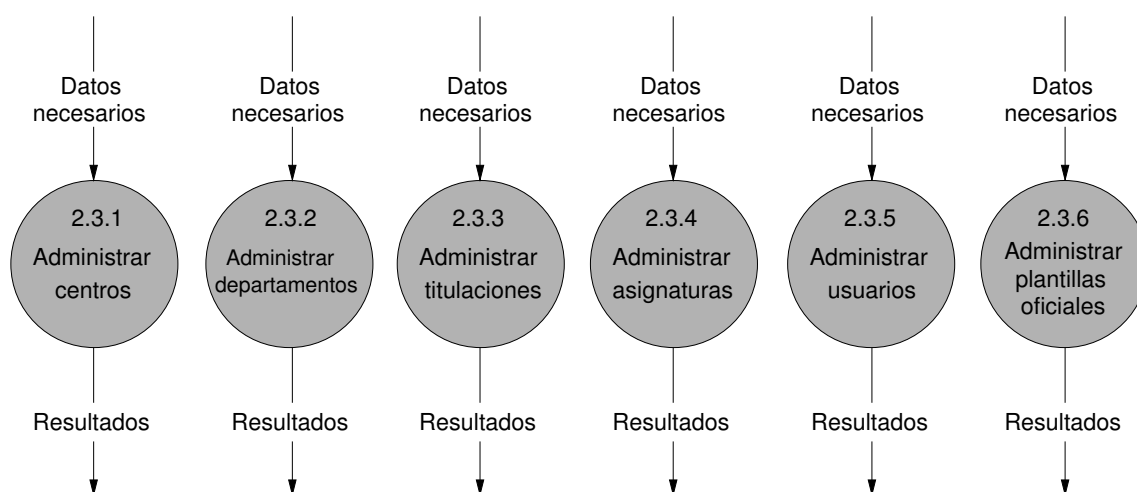 Datos
necesarios
Datos
necesarios
Datos
necesarios
Datos
necesarios
Datos
necesarios
Datos
necesarios
2.3.1
Administrar
centros
2.3.2
Administrar
departamentos
2.3.3
Administrar
titulaciones
2.3.4
Administrar
asignaturas
2.3.5
Administrar
usuarios
2.3.6
Administrar
plantillas
oficiales
Resultados
Resultados
Resultados
Resultados
Resultados
Resultados